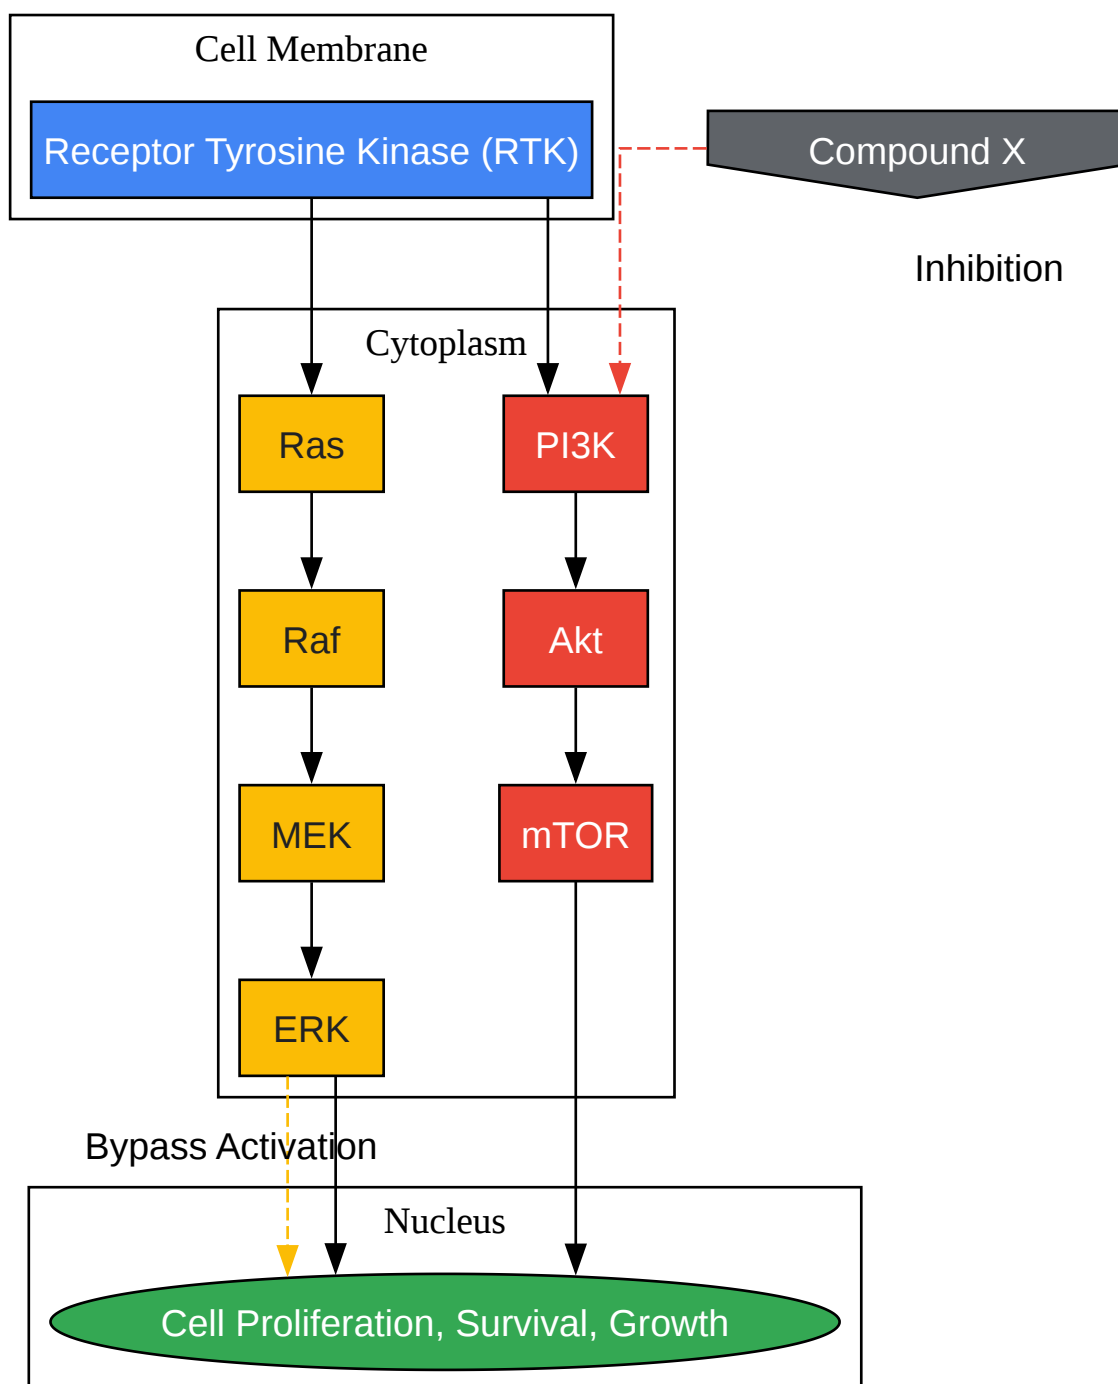 Cell Membrane
Receptor Tyrosine Kinase (RTK)
Compound X
Inhibition
Cytoplasm
Ras
PI3K
Raf
Akt
MEK
mTOR
ERK
Bypass Activation
Nucleus
Cell Proliferation, Survival, Growth